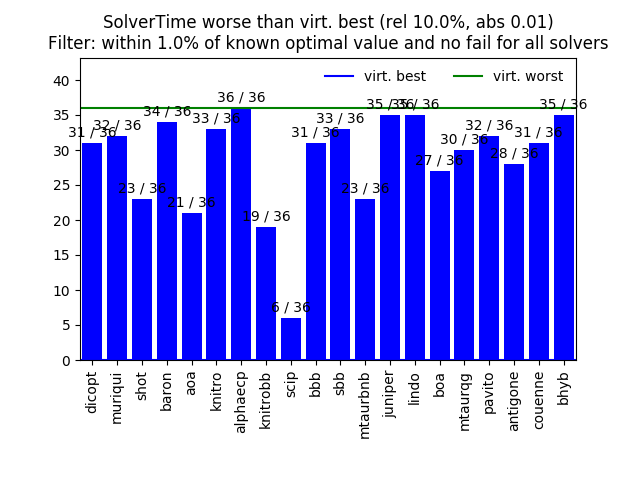 SolverTime worse than virt. best (rel 10.0%, abs 0.01)
Filter: within 1.0% of known optimal value and no fail for all solvers
virt. best
virt. worst
40
35
30
25
20
15
10
5
0
31 / 36
32 / 36
23 / 36
34 / 36
21 / 36
33 / 36
36 / 36
19 / 36
6 / 36
31 / 36
33 / 36
23 / 36
35 / 36
35 / 36
27 / 36
30 / 36
32 / 36
28 / 36
31 / 36
35 / 36
dicopt
muriqui
shot
baron
aoa
knitro
alphaecp
knitrobb
scip
bbb
sbb
mtaurbnb
juniper
lindo
boa
mtaurqg
pavito
antigone
couenne
bhyb